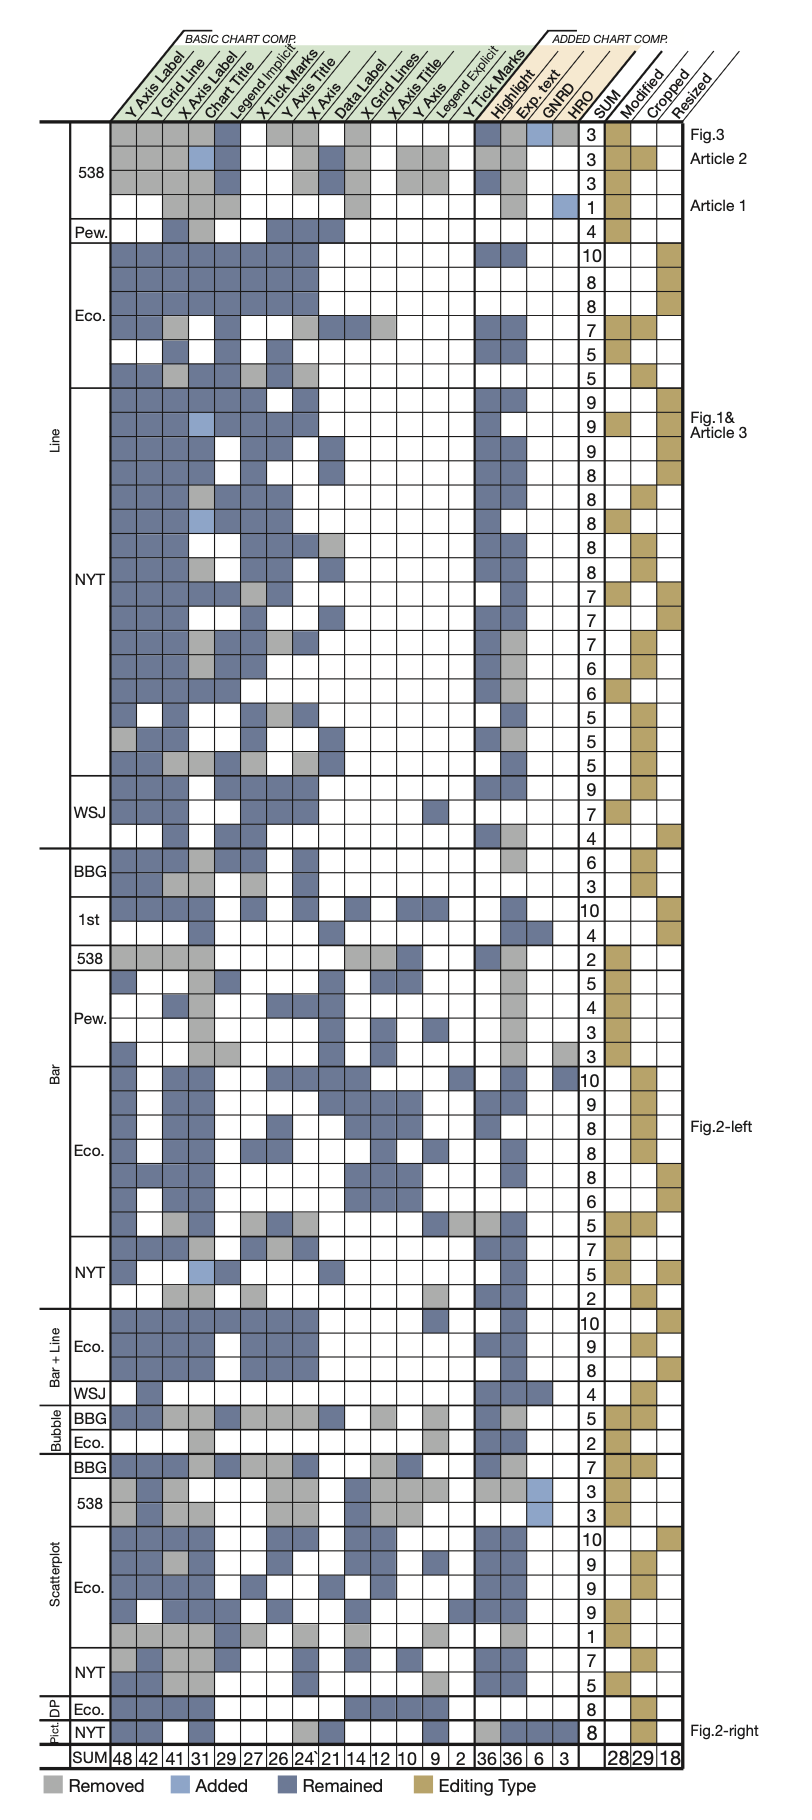 BASIC CHART COMP.
ADDED CHART COMP.
Y Axis Label
Y Grid Line
X Axis Label
Chart Title
Legend Implicit
X Tick Marks
Y Axis Title
X Axis
Data Label
X Grid Lines
X Axis Title
Y Axis
Legend Explicit
Y Tick Marks
Highlight
Exp. text
GNRD
HRO
SUM
Modified
Cropped
Resized
Line
538
3 Fig.3
3 Article 2
3
1 Article 1
Pew.
4
Eco.
10
8
8
7
5
5
NYT
9
9 Fig.1&
Article 3
9
8
8
8
8
8
7
7
7
6
6
5
5
5
WSJ
9
7
4
Bar
BBG
6
3
1st
10
4
538
2
Pew.
5
4
3
3
Eco.
10
9
8 Fig.2-left
8
8
6
5
NYT
7
5
2
Bar + Line
Eco.
10
9
8
WSJ
4
Bubble
BBG
5
Eco.
2
Scatterplot
BBG
7
538
3
3
Eco.
10
9
9
9
1
NYT
7
5
DP
Eco.
8
Pict.
NYT
8 Fig.2-right
SUM 48 42 41 31 29 27 26 24` 21 14 12 10 9 2 36 36 6 3 28 29 18
Removed Added Remained Editing Type